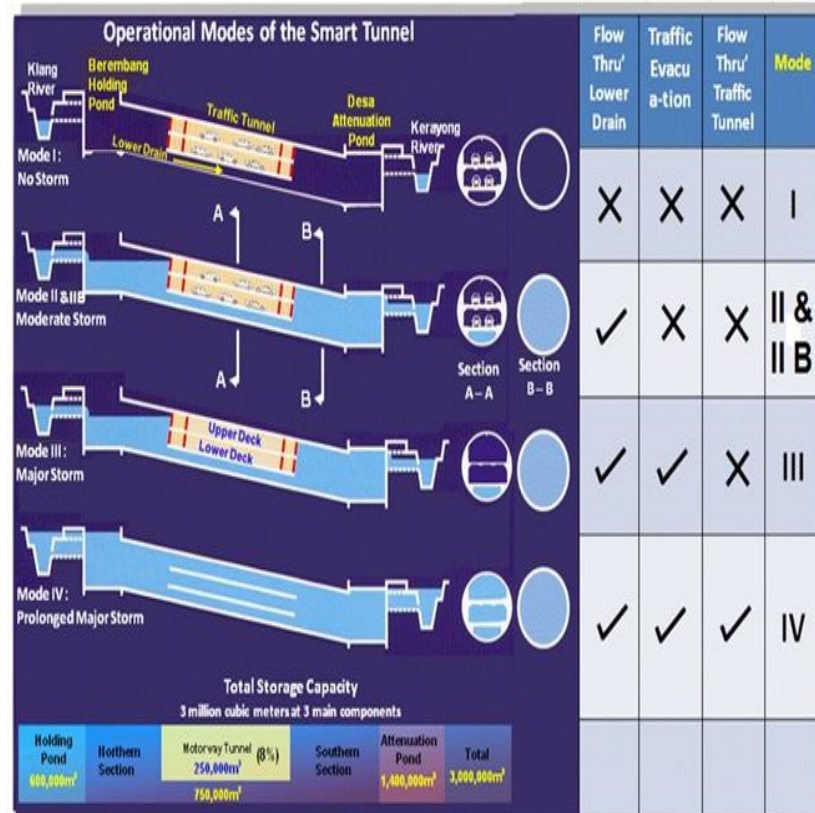 Operational Modes of the Smart Tunnel
Klang
River
Berembang
Holding
Pond
Traffic Tunnel
Lower Drain
Desa
Attenuation
Pond
Kerayong
River
Mode I :
No Storm
A
B
Mode II & IIB
Moderate Storm
A
B
Section
A – A
Section
B – B
Mode III :
Major Storm
Upper Deck
Lower Deck
Mode IV :
Prolonged Major Storm
Total Storage Capacity
3 million cubic meters at 3 main components
Holding
Pond
600,000m³
Northern
Section
Motorway Tunnel (8%)
250,000m³
750,000m³
Southern
Section
Attenuation
Pond
1,400,000m³
Total
3,000,000m³
Flow
Thru'
Lower
Drain
Traffic
Evacu
a-tion
Flow
Thru'
Traffic
Tunnel
Mode
✗ ✗ ✗ I
✓ ✗ ✗ II &
II B
✓ ✓ ✗ III
✓ ✓ ✓ IV